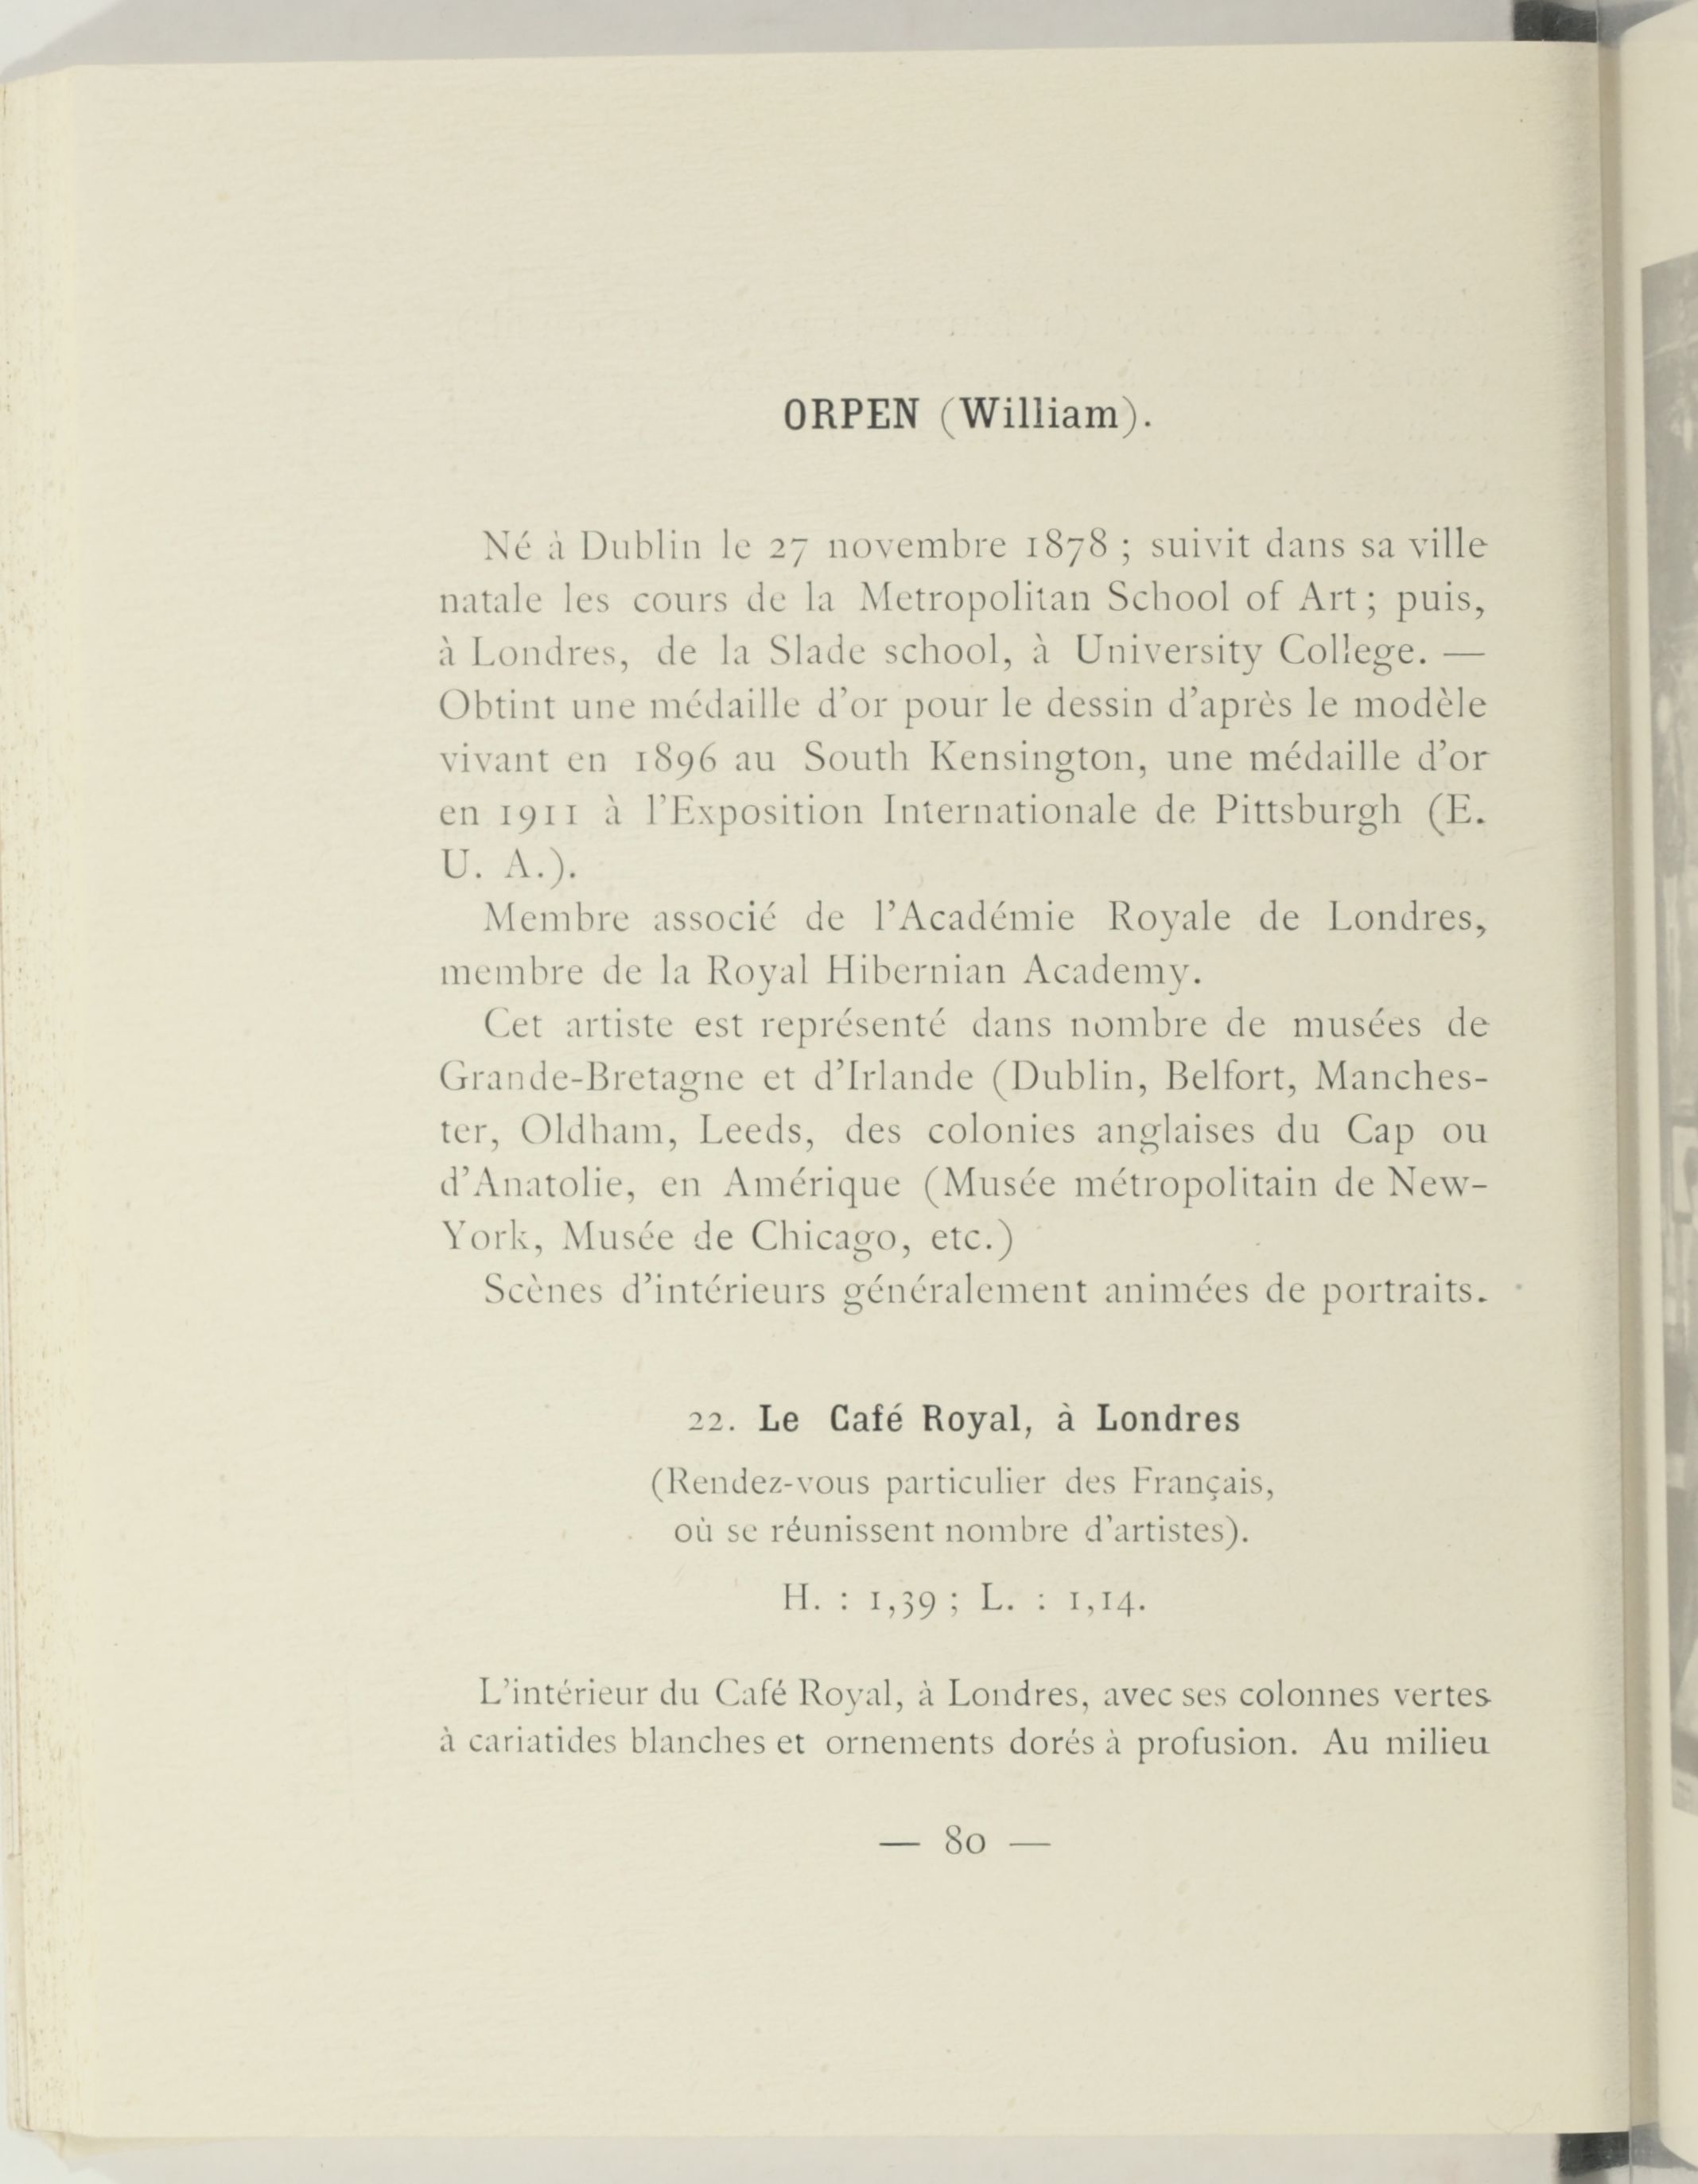 ORPEN (William).
Né à Dublin le 27 novembre 1878 ; suivit dans sa ville
natale les cours de la Metropolitan School of Art ; puis,
à Londres, de la Slade school, à University College. —
Obtint une médaille d'or pour le dessin d'après le modèle
vivant en 1896 au South Kensington, une médaille d'or
en 1911 à l'Exposition Internationale de Pittsburgh (E.
U. A.).
Membre associé de l'Académie Royale de Londres,
membre de la Royal Hibernian Academy.
Cet artiste est représenté dans nombre de musées de
Grande-Bretagne et d'Irlande (Dublin, Belfort, Manches-
ter, Oldham, Leeds, des colonies anglaises du Cap ou
d'Anatolie, en Amérique (Musée métropolitain de New-
York, Musée de Chicago, etc.)
Scènes d'intérieurs généralement animées de portraits.
22. Le Café Royal, à Londres
(Rendez-vous particulier des Français,
où se réunissent nombre d'artistes).
H. : 1,39 ; L. : 1,14.
L'intérieur du Café Royal, à Londres, avec ses colonnes vertes
à cariatides blanches et ornements dorés à profusion. Au milieu
— 80 —